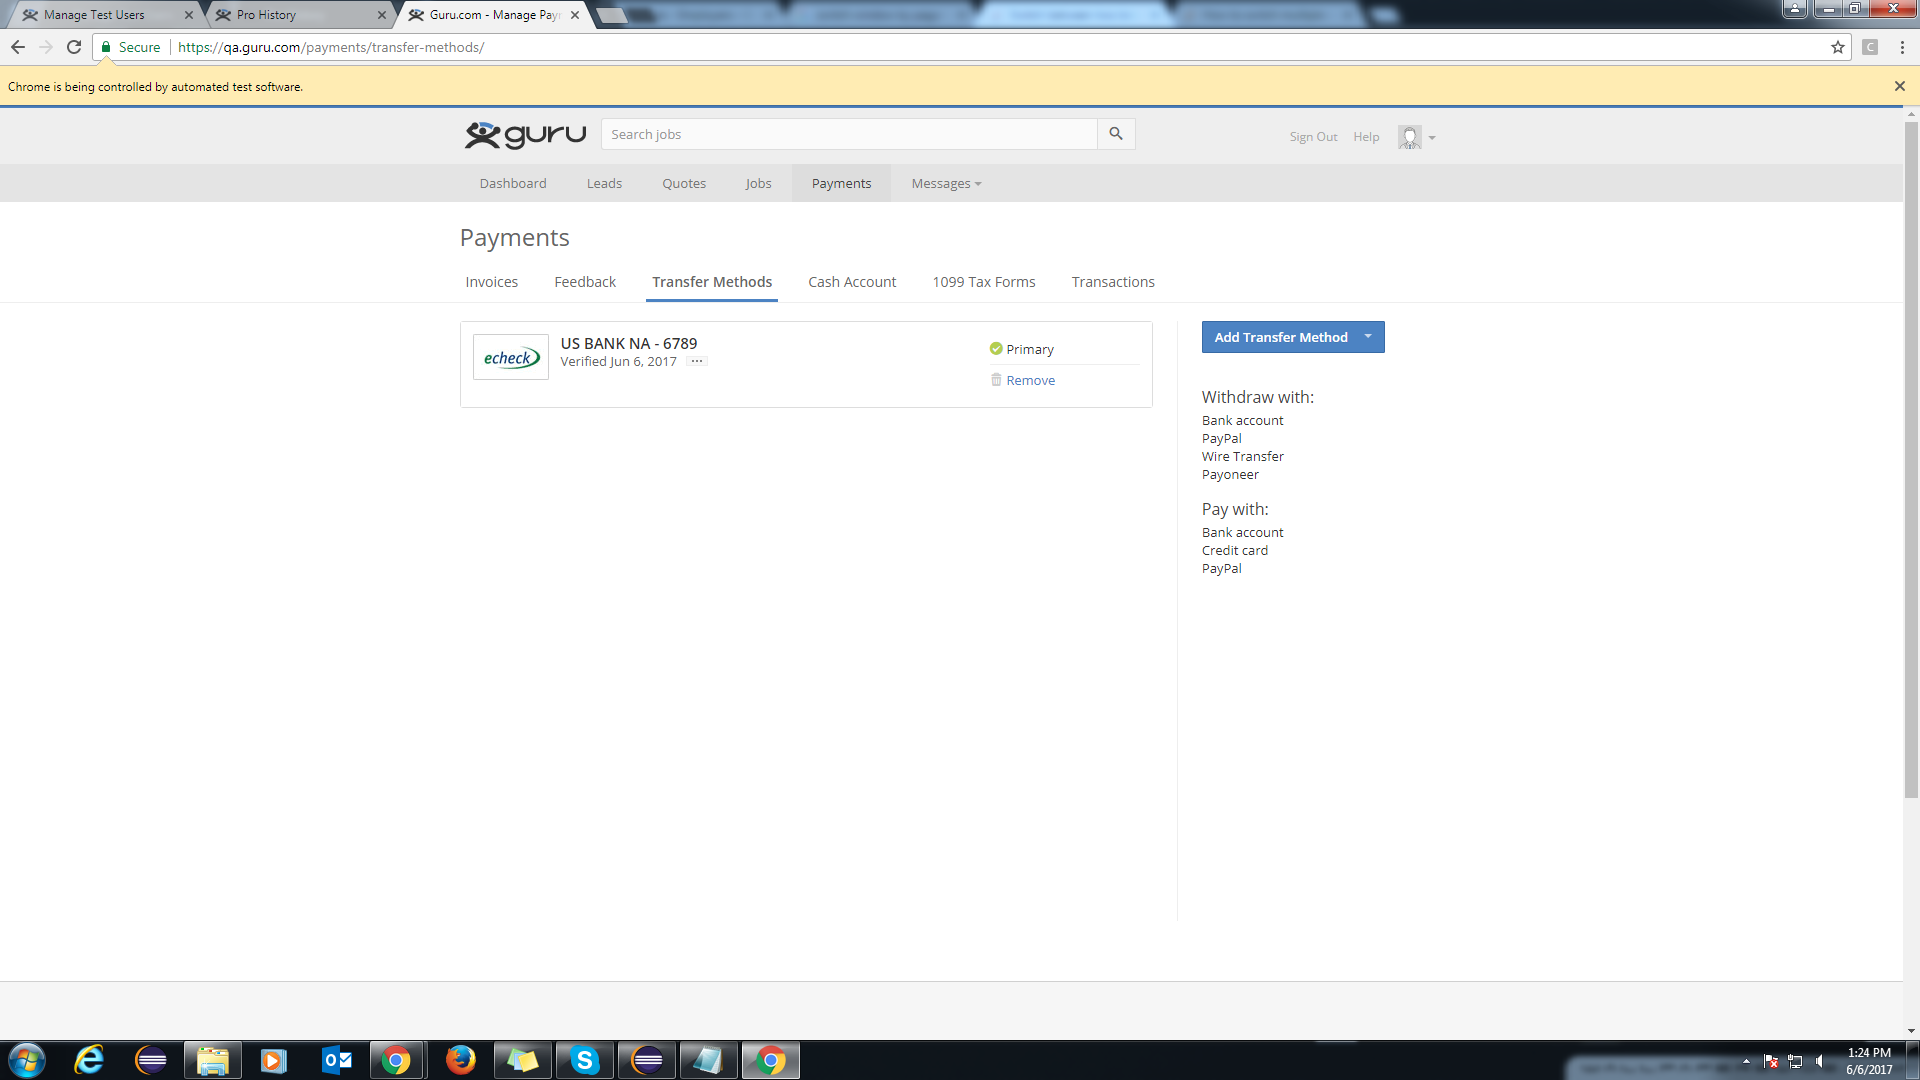 Manage Test Users
Pro History
Guru.com - Manage Pay
Secure
https://qa.guru.com/payments/transfer-methods/
C
Chrome is being controlled by automated test software.
guru
Search jobs
Sign Out
Help
Dashboard
Leads
Quotes
Jobs
Payments
Messages
Payments
Invoices
Feedback
Transfer Methods
Cash Account
1099 Tax Forms
Transactions
echeck
US BANK NA - 6789
Verified Jun 6, 2017
Primary
Remove
Add Transfer Method
Withdraw with:
Bank account
PayPal
Wire Transfer
Payoneer
Pay with:
Bank account
Credit card
PayPal
1:24 PM
6/6/2017